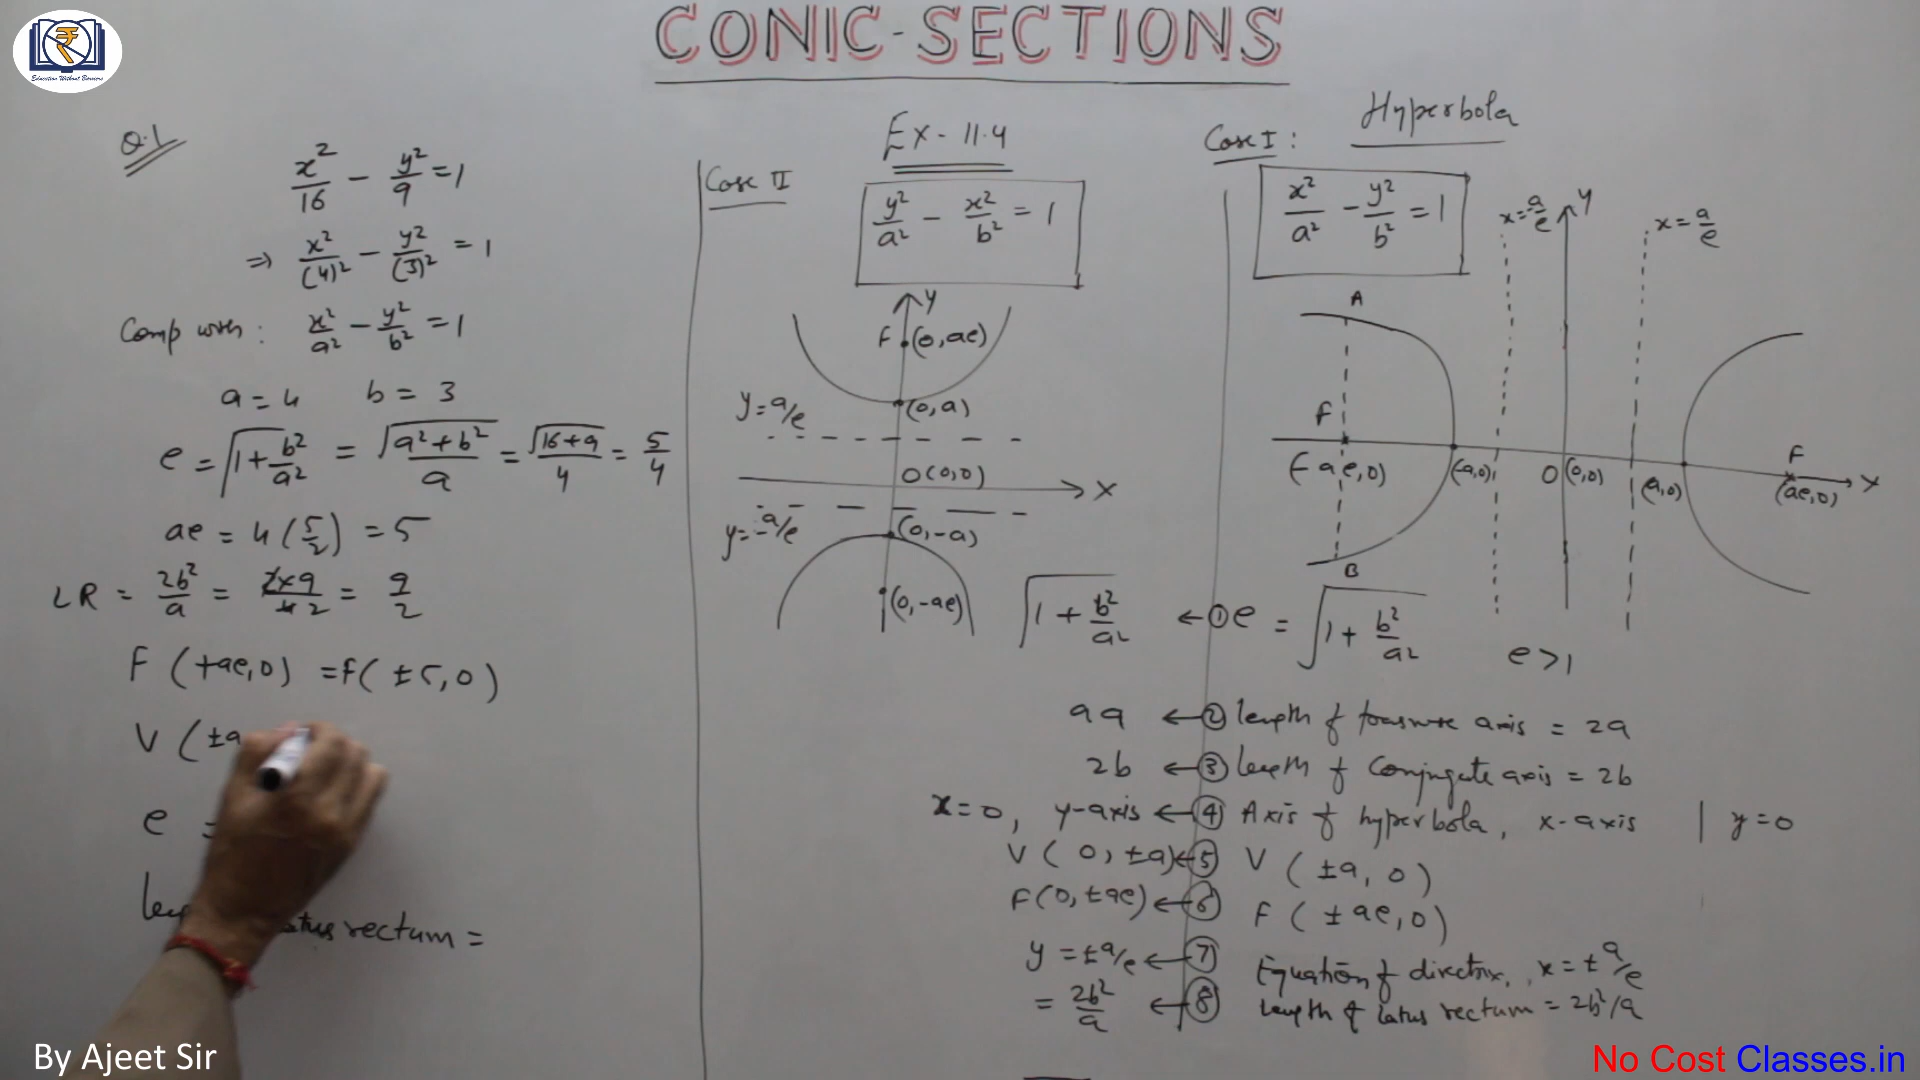 Education Without Barriers
CONIC-SECTIONS
Q.1
x²/16 - y²/9 = 1
⇒ x²/(4)² - y²/(3)² = 1
Comp with: x²/a² - y²/b² = 1
a = 4 b = 3
e = √(1 + b²/a²) = √(a²+b²)/a = √(16+9)/4 = 5/4
ae = 4 (5/2) = 5
LR = 2b²/a = 2×9/4 2 = 9/2
F (+ae,0) = F( ±5,0)
V (±a
e =
rectum =
Ex- 11.4
Case II
y²/a² - x²/b² = 1
Y
F (0, ae)
(0,a)
y = a/e
O(0,0)
X
y = -a/e
(0,-a)
(0,-ae)
Hyperbola
Case I :
x²/a² - y²/b² = 1
x = -a/e
Y
x = a/e
A
F
F
(-ae,0)
(-a,0)
O (0,0)
(a,0)
(ae,0)
X
B
√(1 + b²/a²) ← ① e = √(1 + b²/a²)
e > 1
aa ← ② length of transverse axis = 2a
2b ← ③ length of Conjugate axis = 2b
x = 0, y-axis ← ④ Axis of hyperbola, x-axis | y = 0
V ( 0, ±a) ← ⑤ V ( ±a, 0)
F(0, ±ae) ← ⑥ F ( ±ae, 0)
y = ±a/e ← ⑦ Equation of directrix, x = ± a/e
= 2b²/a ← ⑧ length of latus rectum = 2b²/a
By Ajeet Sir
No Cost Classes.in